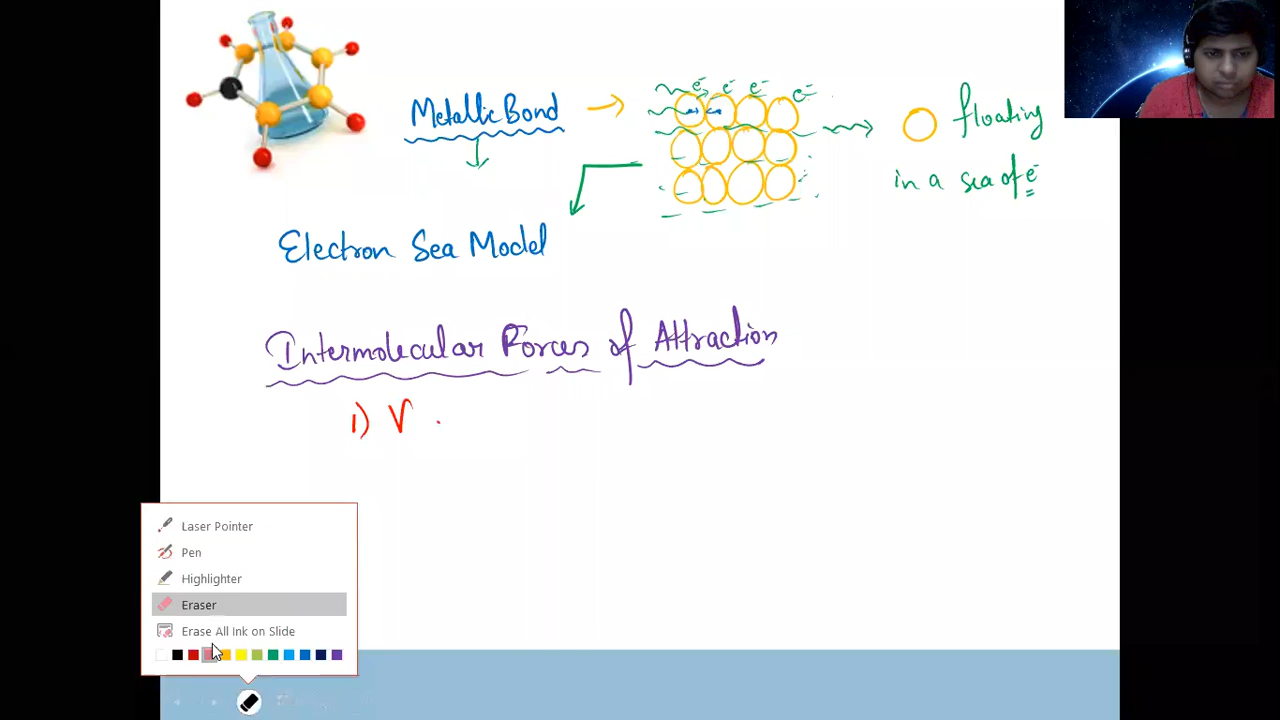 e⁻ e⁻ e⁻ e⁻
Metallic Bond
floating
in a sea of e⁻
Electron Sea Model
Intermolecular Forces of Attraction
1) V
Laser Pointer
Pen
Highlighter
Eraser
Erase All Ink on Slide